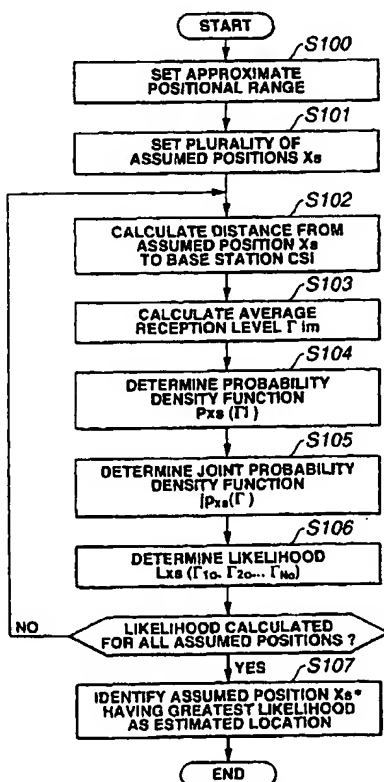 START
S100
SET APPROXIMATE
POSITIONAL RANGE
S101
SET PLURALITY OF
ASSUMED POSITIONS Xs
S102
CALCULATE DISTANCE FROM
ASSUMED POSITION Xs
TO BASE STATION CSi
S103
CALCULATE AVERAGE
RECEPTION LEVEL Γim
S104
DETERMINE PROBABILITY
DENSITY FUNCTION
Pxs (Γi)
S105
DETERMINE JOINT PROBABILITY
DENSITY FUNCTION
jpxs(Γ)
S106
DETERMINE LIKELIHOOD
Lxs (Γ1o, Γ2o... ΓNo)
NO
LIKELIHOOD CALCULATED
FOR ALL ASSUMED POSITIONS ?
YES
S107
IDENTIFY ASSUMED POSITION Xs*
HAVING GREATEST LIKELIHOOD
AS ESTIMATED LOCATION
END